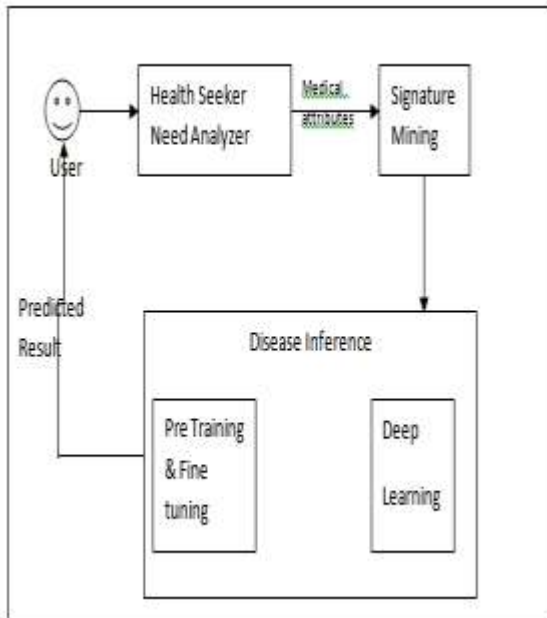 Health Seeker
Need Analyzer
Medical
attributes
Signature
Mining
User
Predicted
Result
Disease Inference
Pre Training
& Fine
tuning
Deep
Learning